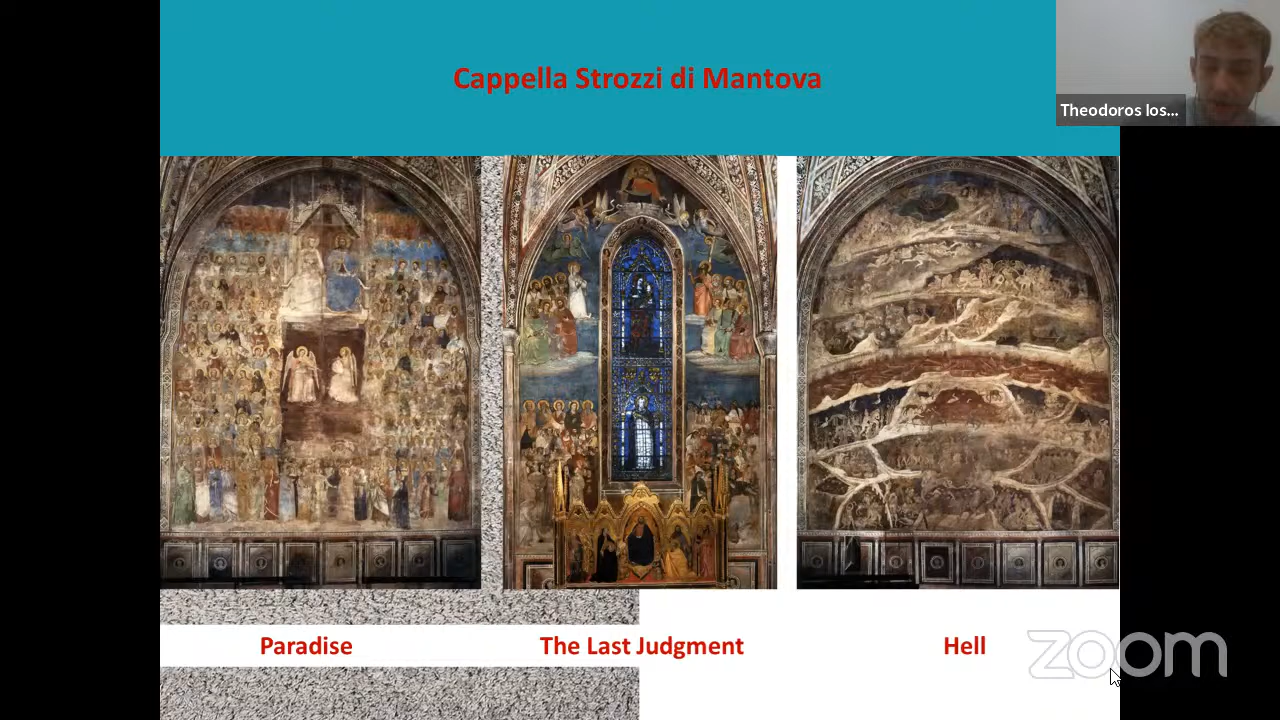 Cappella Strozzi di Mantova
Theodoros Ios...
Paradise
The Last Judgment
Hell
zoom